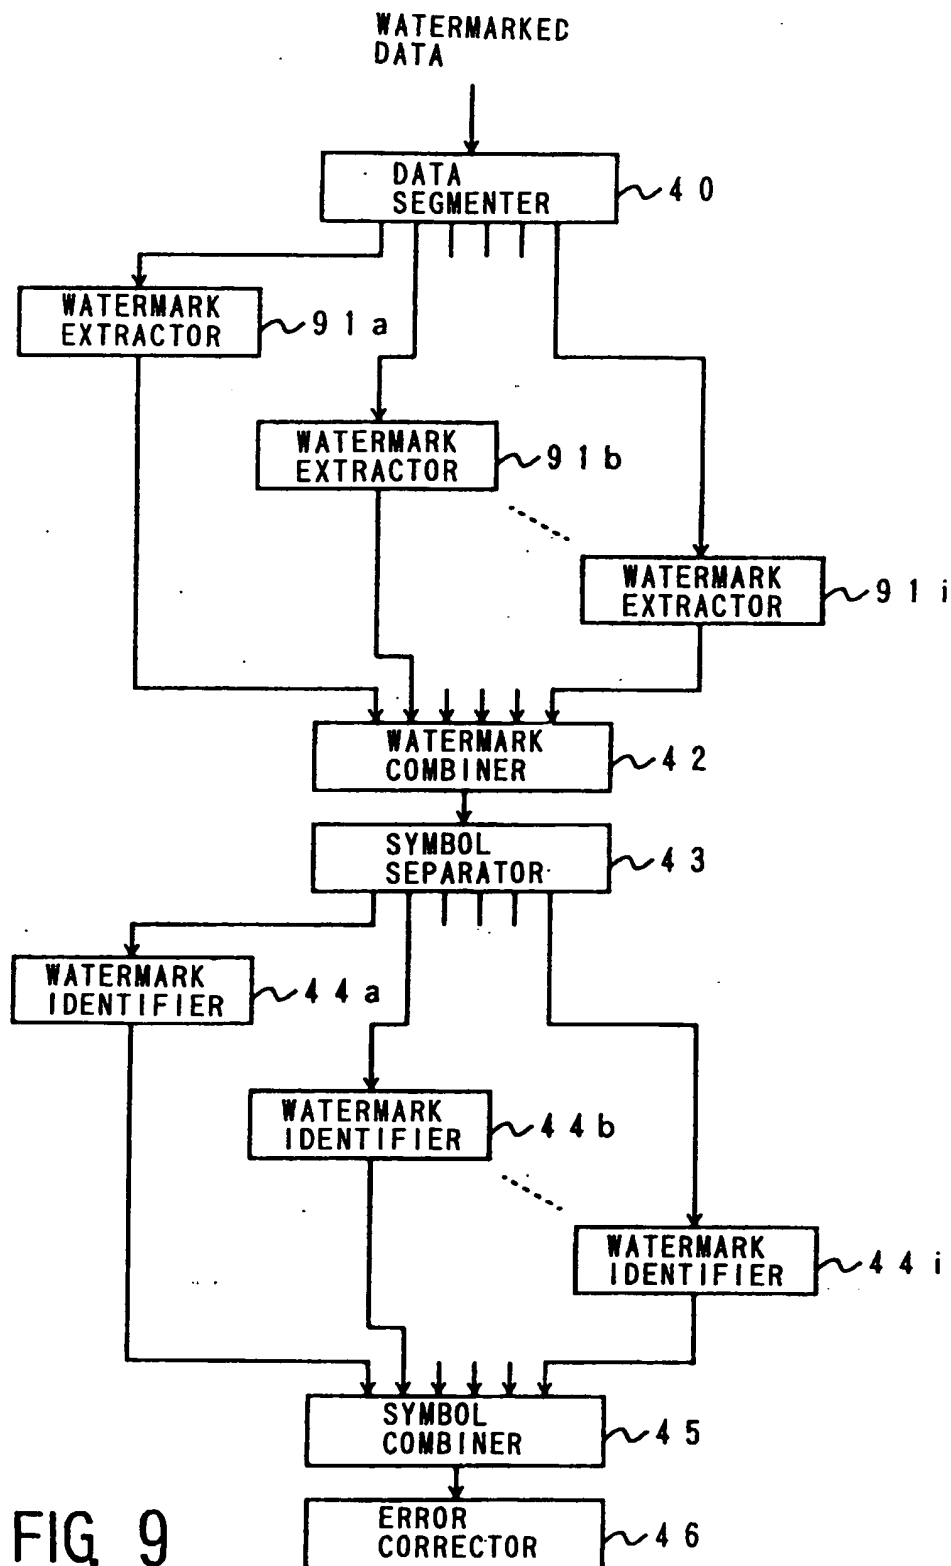 WATERMARKED
DATA
DATA
SEGMENTER
40
WATERMARK
EXTRACTOR
91a
WATERMARK
EXTRACTOR
91b
WATERMARK
EXTRACTOR
91i
WATERMARK
COMBINER
42
SYMBOL
SEPARATOR
43
WATERMARK
IDENTIFIER
44a
WATERMARK
IDENTIFIER
44b
WATERMARK
IDENTIFIER
44i
SYMBOL
COMBINER
45
ERROR
CORRECTOR
46
FIG. 9